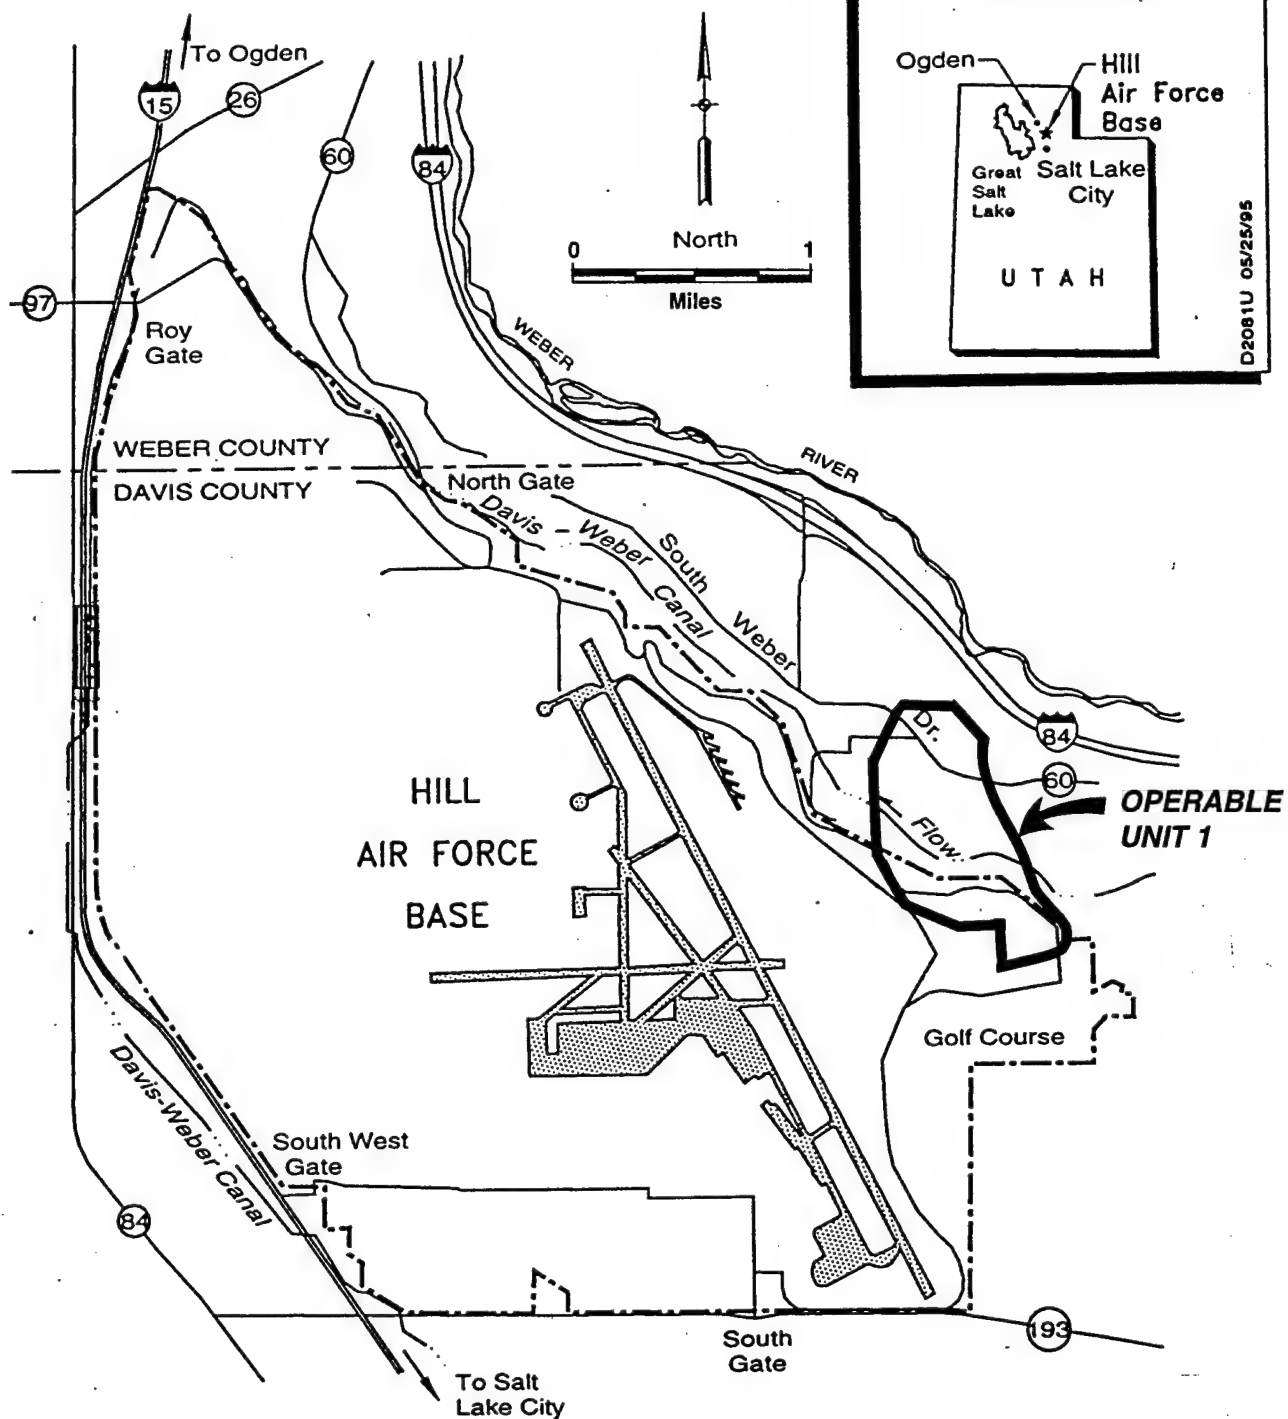 To Ogden
15
26
60
84
0
1
North
Miles
Ogden
Hill
Air Force
Base
Great
Salt
Lake
Salt Lake
City
UTAH
D2081U 05/25/95
97
Roy
Gate
WEBER
RIVER
WEBER COUNTY
DAVIS COUNTY
North Gate
Davis - Weber Canal
South Weber Dr.
84
60
OPERABLE
UNIT 1
Flow
HILL
AIR FORCE
BASE
Golf Course
Davis-Weber Canal
South West
Gate
84
193
South
Gate
To Salt
Lake City